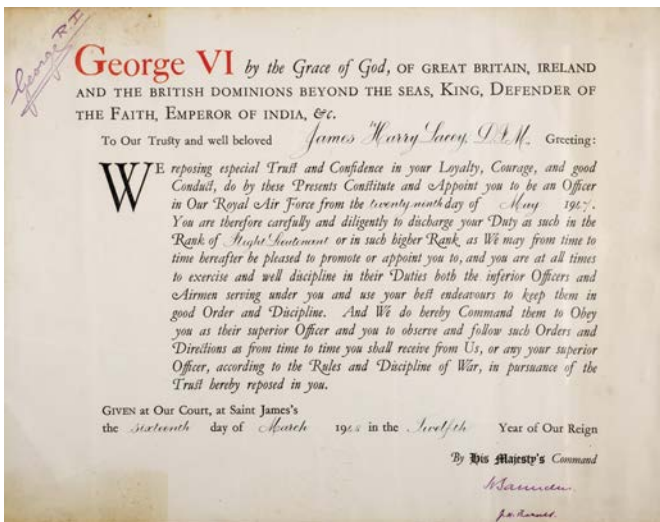 George R.I.
George VI by the Grace of God, OF GREAT BRITAIN, IRELAND
AND THE BRITISH DOMINIONS BEYOND THE SEAS, KING, DEFENDER
OF THE FAITH, EMPEROR OF INDIA, &c.
To Our Trusty and well beloved James Harry Lacey, D.F.M. Greeting:
WE reposing especial Trust and Confidence in your Loyalty, Courage, and good
Conduct, do by these Presents Constitute and Appoint you to be an Officer
in Our Royal Air Force from the twenty-ninth day of May 1947.
You are therefore carefully and diligently to discharge your Duty as such in the
Rank of Flight Lieutenant or in such higher Rank as We may from time to
time hereafter be pleased to promote or appoint you to, and you are at all times
to exercise and well discipline in their Duties both the inferior Officers and
Airmen serving under you and use your best endeavours to keep them in
good Order and Discipline. And We do hereby Command them to Obey
you as their superior Officer and you to observe and follow such Orders and
Directions as from time to time you shall receive from Us, or any your superior
Officer, according to the Rules and Discipline of War, in pursuance of the
Trust hereby reposed in you.
GIVEN at Our Court, at Saint James's
the sixteenth day of March 1948 in the Twelfth Year of Our Reign
By His Majesty's Command